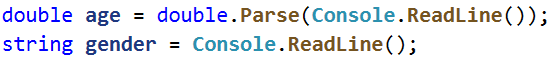 double age = double.Parse(Console.ReadLine());
string gender = Console.ReadLine();